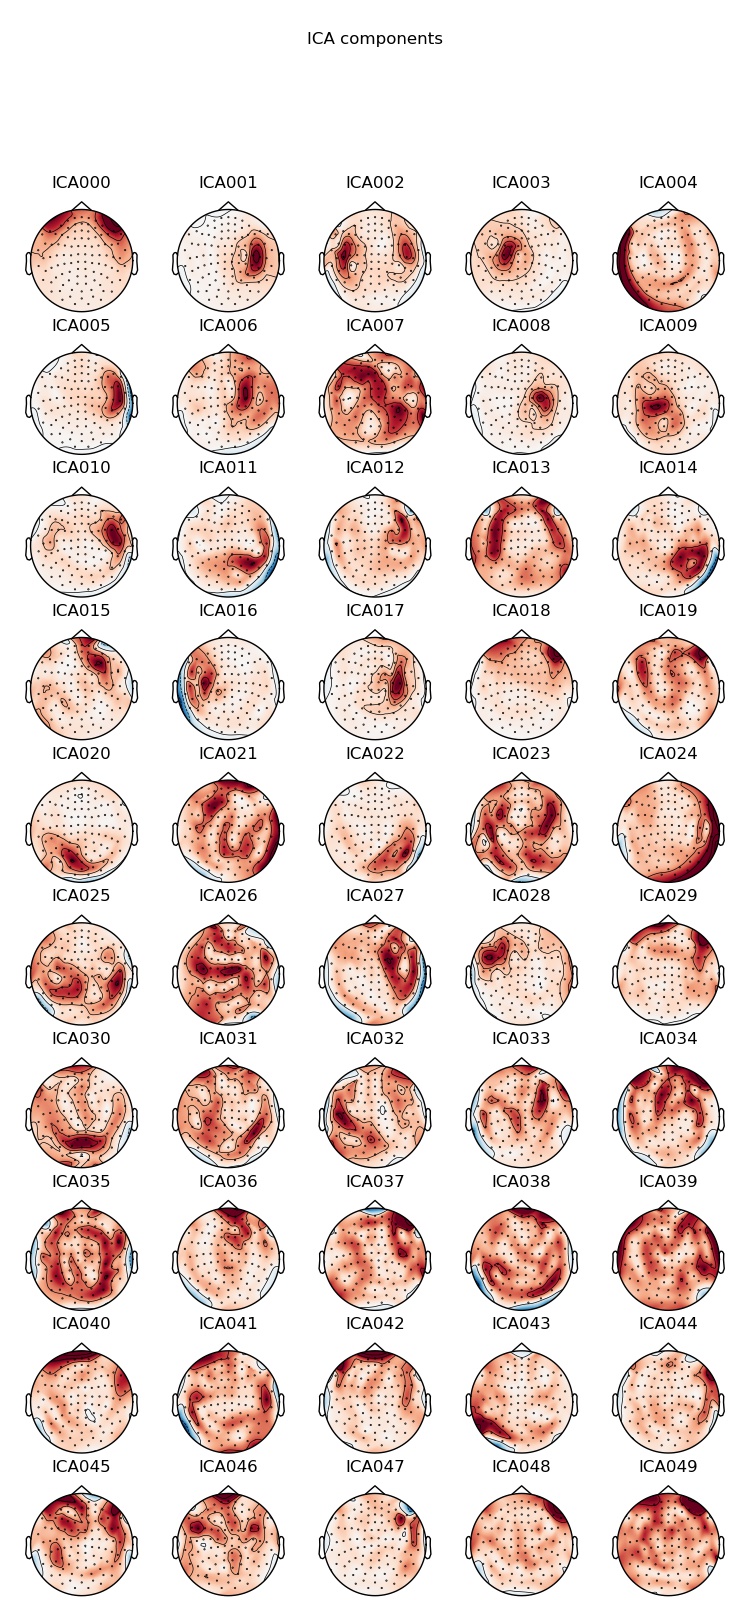 ICA components
ICA000 ICA001 ICA002 ICA003 ICA004
ICA005 ICA006 ICA007 ICA008 ICA009
ICA010 ICA011 ICA012 ICA013 ICA014
ICA015 ICA016 ICA017 ICA018 ICA019
ICA020 ICA021 ICA022 ICA023 ICA024
ICA025 ICA026 ICA027 ICA028 ICA029
ICA030 ICA031 ICA032 ICA033 ICA034
ICA035 ICA036 ICA037 ICA038 ICA039
ICA040 ICA041 ICA042 ICA043 ICA044
ICA045 ICA046 ICA047 ICA048 ICA049